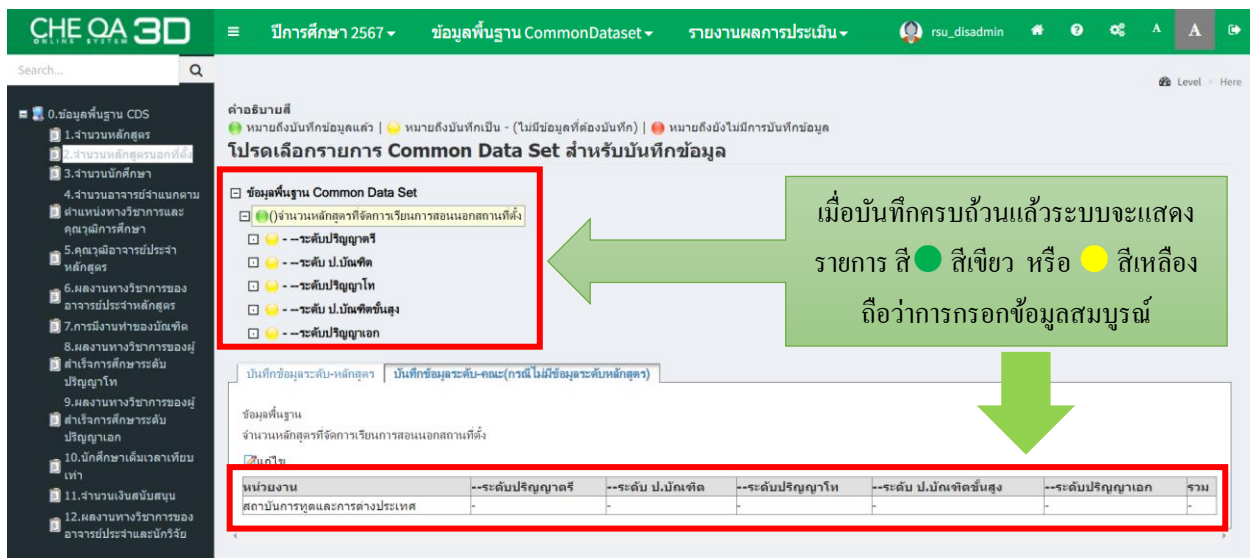 CHE QA 3D
ONLINE SYSTEM
ปีการศึกษา 2567
ข้อมูลพื้นฐาน CommonDataset
รายงานผลการประเมิน
rsu_disadmin
A
A
Search...
Level > Here
0.ข้อมูลพื้นฐาน CDS
1.จำนวนหลักสูตร
2.จำนวนหลักสูตรนอกที่ตั้ง
3.จำนวนนักศึกษา
4.จำนวนอาจารย์จำแนกตาม
ตำแหน่งทางวิชาการและ
คุณวุฒิการศึกษา
5.คุณวุฒิอาจารย์ประจำ
หลักสูตร
6.ผลงานทางวิชาการของ
อาจารย์ประจำหลักสูตร
7.การมีงานทำของบัณฑิต
8.ผลงานทางวิชาการของผู้
สำเร็จการศึกษาระดับ
ปริญญาโท
9.ผลงานทางวิชาการของผู้
สำเร็จการศึกษาระดับ
ปริญญาเอก
10.นักศึกษาเต็มเวลาเทียบ
เท่า
11.จำนวนเงินสนับสนุน
12.ผลงานทางวิชาการของ
อาจารย์ประจำและนักวิจัย
คำอธิบายสี
หมายถึงบันทึกข้อมูลแล้ว | หมายถึงบันทึกเป็น - (ไม่มีข้อมูลที่ต้องบันทึก) | หมายถึงยังไม่มีการบันทึกข้อมูล
โปรดเลือกรายการ Common Data Set สำหรับบันทึกข้อมูล
ข้อมูลพื้นฐาน Common Data Set
()จำนวนหลักสูตรที่จัดการเรียนการสอนนอกสถานที่ตั้ง
- --ระดับปริญญาตรี
- --ระดับ ป.บัณฑิต
- --ระดับปริญญาโท
- --ระดับ ป.บัณฑิตขั้นสูง
- --ระดับปริญญาเอก
เมื่อบันทึกครบถ้วนแล้วระบบจะแสดง
รายการ สี สีเขียว หรือ สีเหลือง
ถือว่าการกรอกข้อมูลสมบูรณ์
บันทึกข้อมูลระดับ-หลักสูตร บันทึกข้อมูลระดับ-คณะ(กรณีไม่มีข้อมูลระดับหลักสูตร)
ข้อมูลพื้นฐาน
จำนวนหลักสูตรที่จัดการเรียนการสอนนอกสถานที่ตั้ง
แก้ไข
หน่วยงาน --ระดับปริญญาตรี --ระดับ ป.บัณฑิต --ระดับปริญญาโท --ระดับ ป.บัณฑิตขั้นสูง --ระดับปริญญาเอก รวม
สถาบันการทูตและการต่างประเทศ - - - - - -